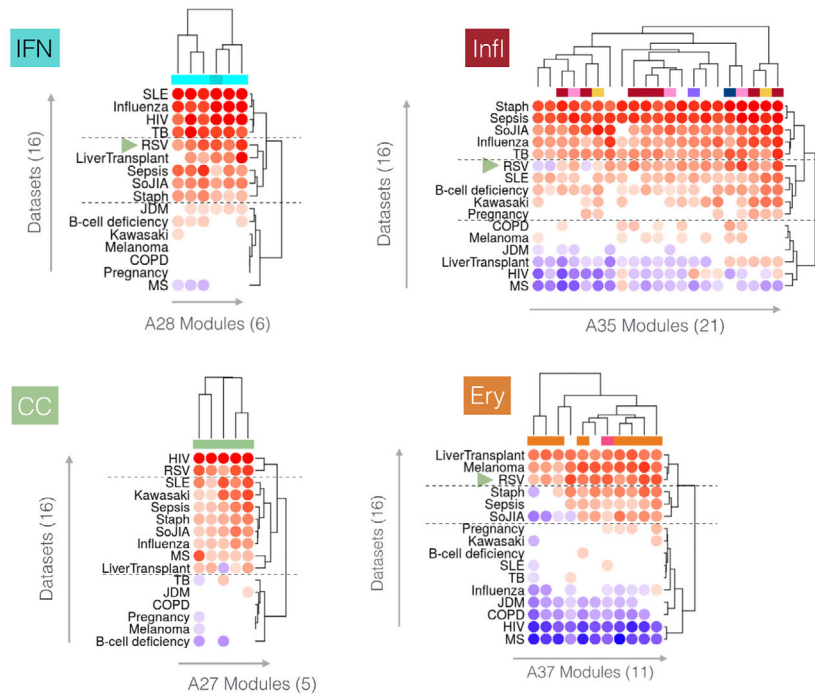 IFN
SLE
Influenza
HIV
TB
RSV
LiverTransplant
Sepsis
SoJIA
Staph
JDM
B-cell deficiency
Kawasaki
Melanoma
COPD
Pregnancy
MS
Datasets (16)
A28 Modules (6)
Infl
Staph
Sepsis
SoJIA
Influenza
TB
RSV
SLE
B-cell deficiency
Kawasaki
Pregnancy
COPD
Melanoma
JDM
LiverTransplant
HIV
MS
Datasets (16)
A35 Modules (21)
CC
HIV
RSV
SLE
Kawasaki
Sepsis
Staph
SoJIA
Influenza
MS
LiverTransplant
TB
JDM
COPD
Pregnancy
Melanoma
B-cell deficiency
Datasets (16)
A27 Modules (5)
Ery
LiverTransplant
Melanoma
RSV
Staph
Sepsis
SoJIA
Pregnancy
Kawasaki
B-cell deficiency
SLE
TB
Influenza
JDM
COPD
HIV
MS
Datasets (16)
A37 Modules (11)